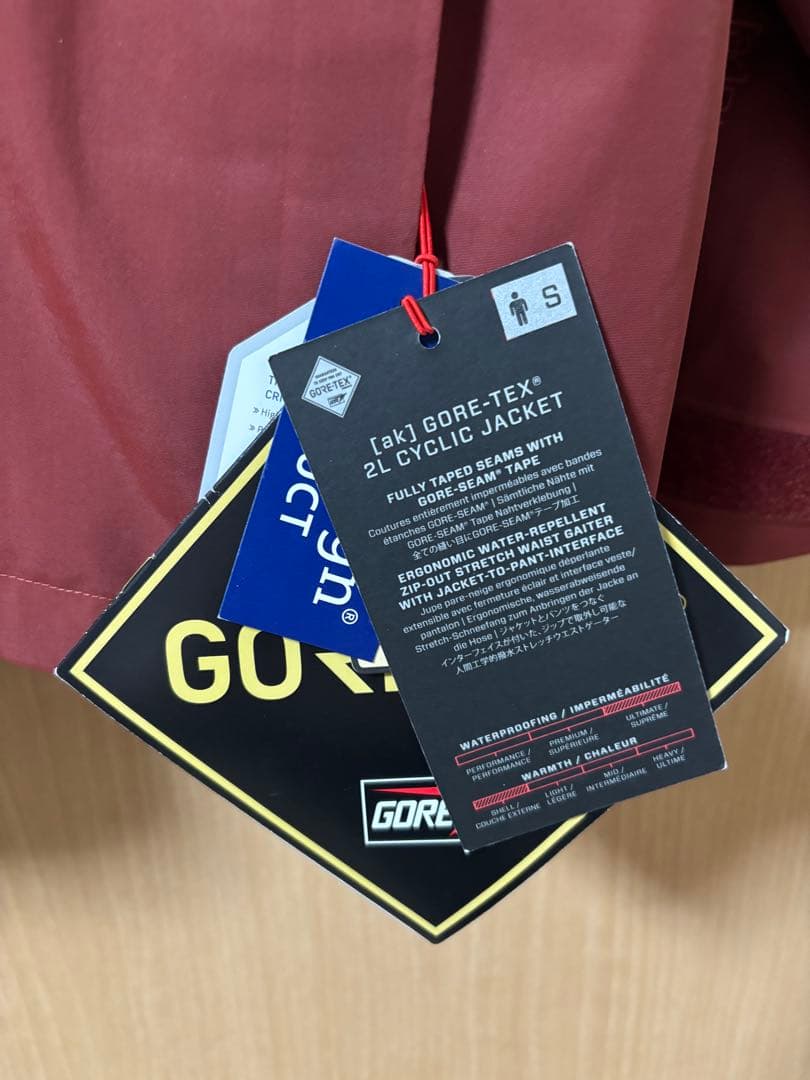 S
GUARANTEED
TO KEEP YOU DRY
GORE-TEX
[ak] GORE-TEX®
2L CYCLIC JACKET
FULLY TAPED SEAMS WITH
GORE-SEAM® TAPE
Coutures entièrement imperméables avec bandes
étanches GORE-SEAM® | Sämtliche Nähte mit
GORE-SEAM® Tape Nahtverklebung |
全ての縫い目にGORE-SEAM®テープ加工
ERGONOMIC WATER-REPELLENT
ZIP-OUT STRETCH WAIST GAITER
WITH JACKET-TO-PANT-INTERFACE
Jupe pare-neige ergonomique déperlante
extensible avec fermeture éclair et interface veste/
pantalon | Ergonomische, wasserabweisende
Stretch-Schneefang zum Anbringen der Jacke an
die Hose | ジャケットとパンツをつなぐ
インターフェイスが付いた、ジップで取外し可能な
人間工学的撥水ストレッチウエストゲーター
WATERPROOFING / IMPERMÉABILITÉ
PERFORMANCE /
PERFORMANCE
PREMIUM /
SUPÉRIEURE
ULTIMATE /
SUPRÊME
WARMTH / CHALEUR
SHELL /
COUCHE EXTERNE
LIGHT /
LÉGÈRE
MID /
INTERMÉDIAIRE
HEAVY /
ULTIME
gn®
UCT
GOR
GORE